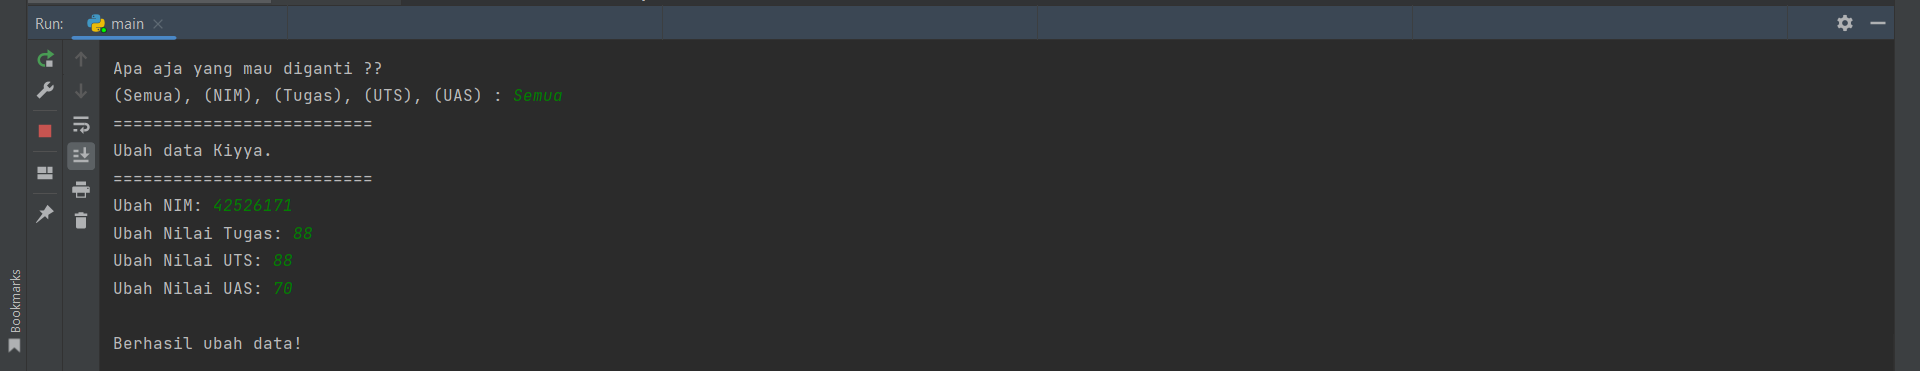 Run: main
Apa aja yang mau diganti ??
(Semua), (NIM), (Tugas), (UTS), (UAS) : Semua
==========================
Ubah data Kiyya.
==========================
Ubah NIM: 42526171
Ubah Nilai Tugas: 88
Ubah Nilai UTS: 88
Ubah Nilai UAS: 70
Berhasil ubah data!
Bookmarks